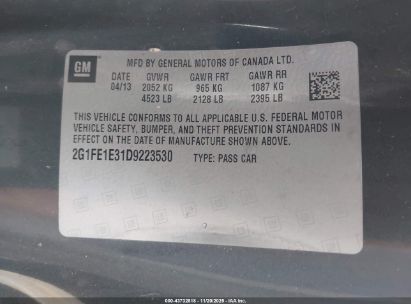 GM
MFD BY GENERAL MOTORS OF CANADA LTD.
DATE GVWR GAWR FRT GAWR RR
04/13 2052 KG 965 KG 1087 KG
4523 LB 2128 LB 2395 LB
THIS VEHICLE CONFORMS TO ALL APPLICABLE U.S. FEDERAL MOTOR
VEHICLE SAFETY, BUMPER, AND THEFT PREVENTION STANDARDS IN
EFFECT ON THE DATE OF MANUFACTURE SHOWN ABOVE.
2G1FE1E31D9223530 TYPE: PASS CAR